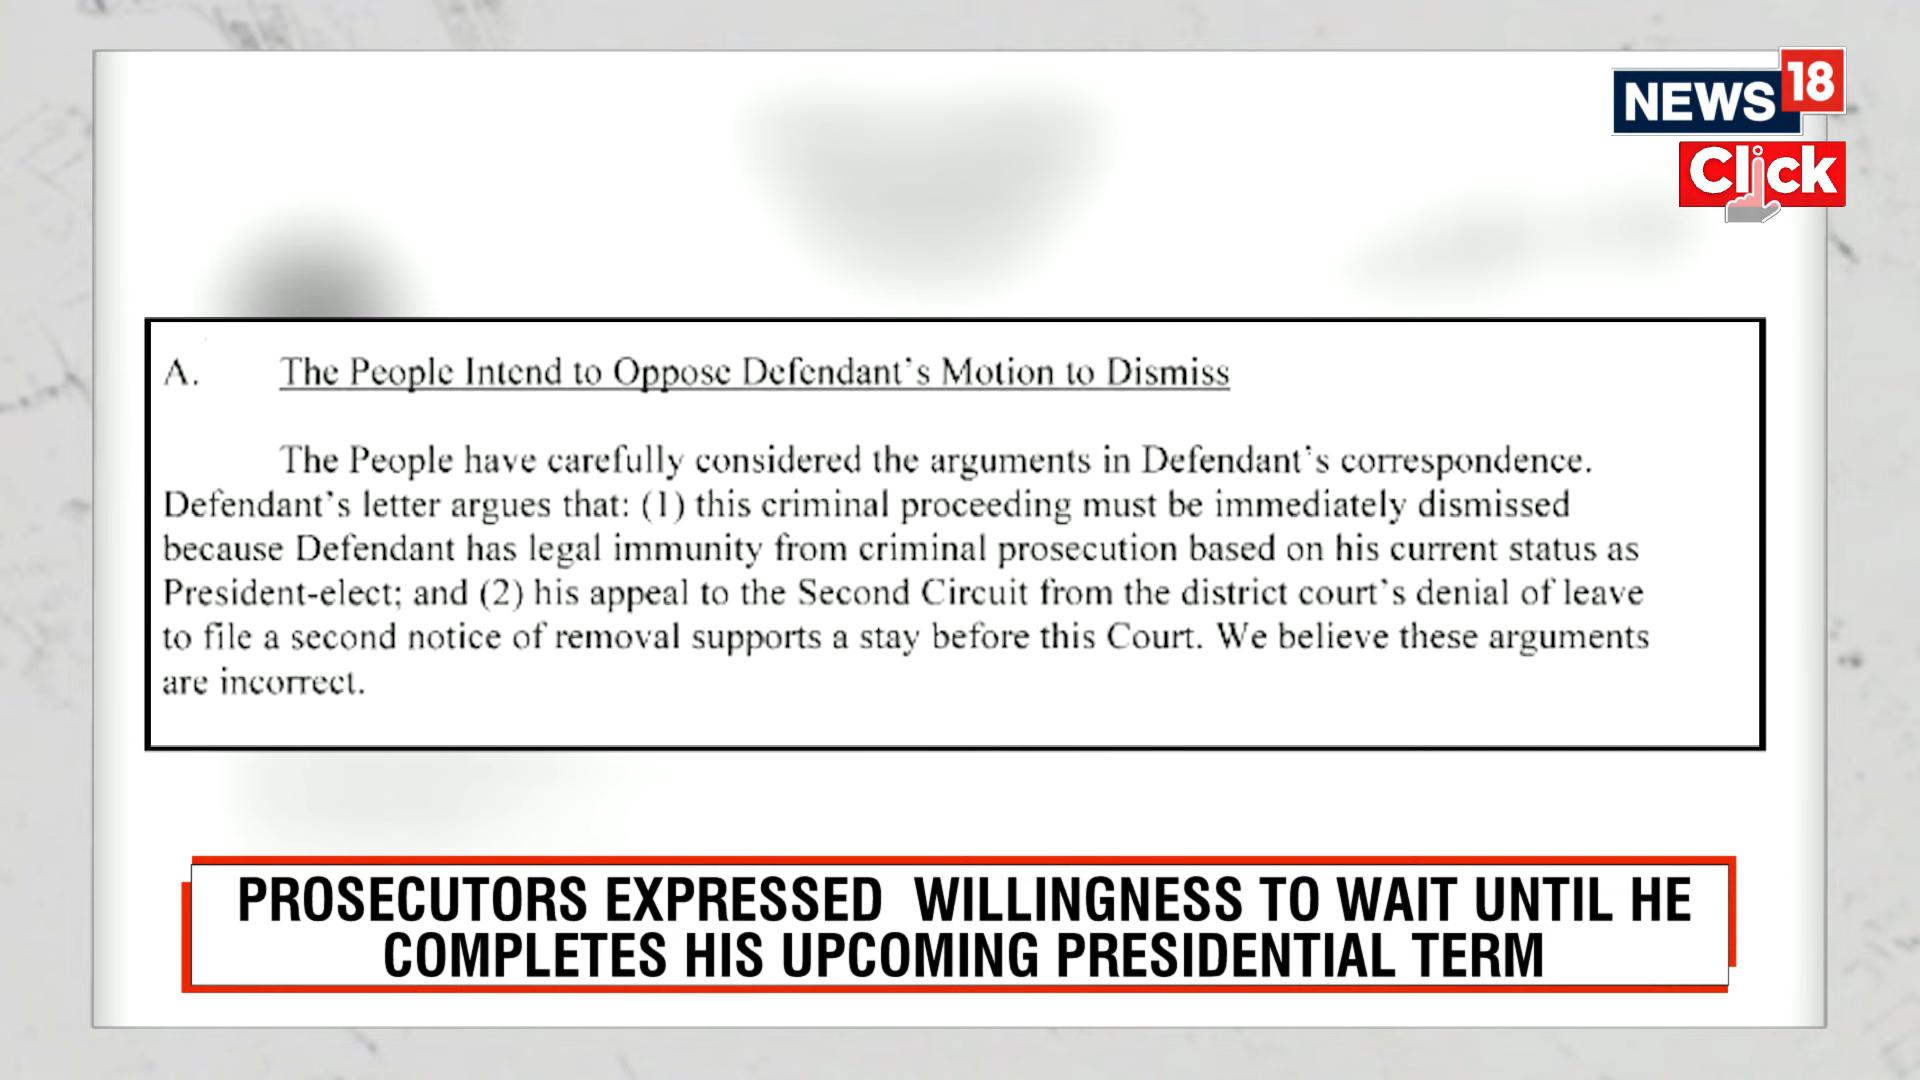 NEWS 18
Click
A. The People Intend to Oppose Defendant's Motion to Dismiss
The People have carefully considered the arguments in Defendant's correspondence.
Defendant's letter argues that: (1) this criminal proceeding must be immediately dismissed
because Defendant has legal immunity from criminal prosecution based on his current status as
President-elect; and (2) his appeal to the Second Circuit from the district court's denial of leave
to file a second notice of removal supports a stay before this Court. We believe these arguments
are incorrect.
PROSECUTORS EXPRESSED WILLINGNESS TO WAIT UNTIL HE
COMPLETES HIS UPCOMING PRESIDENTIAL TERM